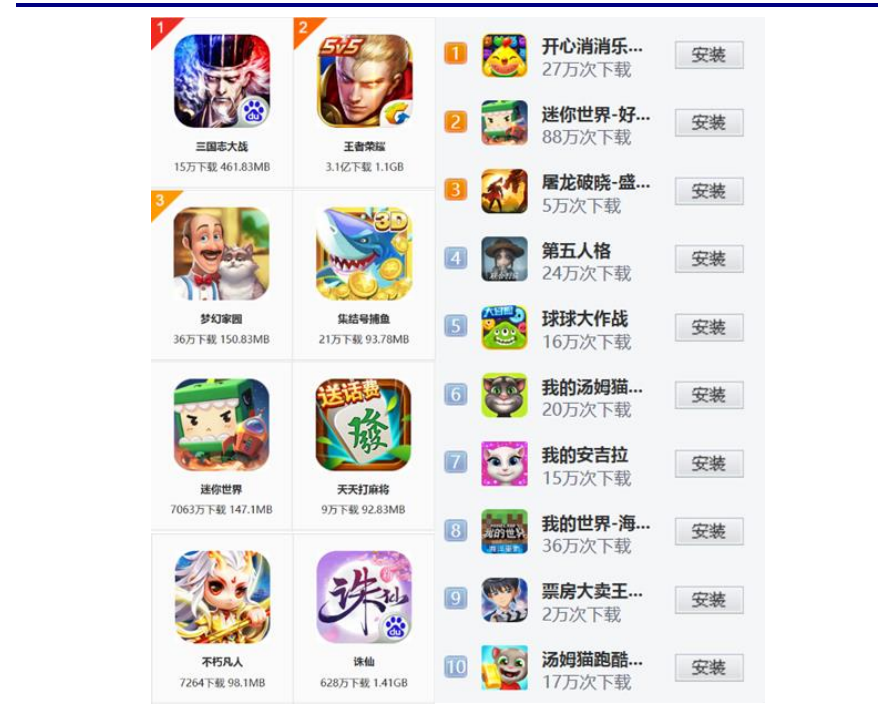 1
2
5v5
三国志大战
15万下载 461.83MB
王者荣耀
3.1亿下载 1.1GB
3
3D
梦幻家园
36万下载 150.83MB
集结号捕鱼
21万下载 93.78MB
送话费
發
迷你世界
7063万下载 147.1MB
天天打麻将
9万下载 92.83MB
诛仙
du
不朽凡人
7264下载 98.1MB
诛仙
628万下载 1.41GB
1
开心消消乐...
27万次下载
安装
2
迷你世界-好...
88万次下载
安装
3
屠龙破晓-盛...
5万次下载
安装
4
第五人格
24万次下载
安装
5
球球大作战
16万次下载
安装
6
我的汤姆猫...
20万次下载
安装
7
我的安吉拉
15万次下载
安装
8
我的世界
我的世界-海...
36万次下载
安装
9
票房大卖王...
2万次下载
安装
10
汤姆猫跑酷...
17万次下载
安装